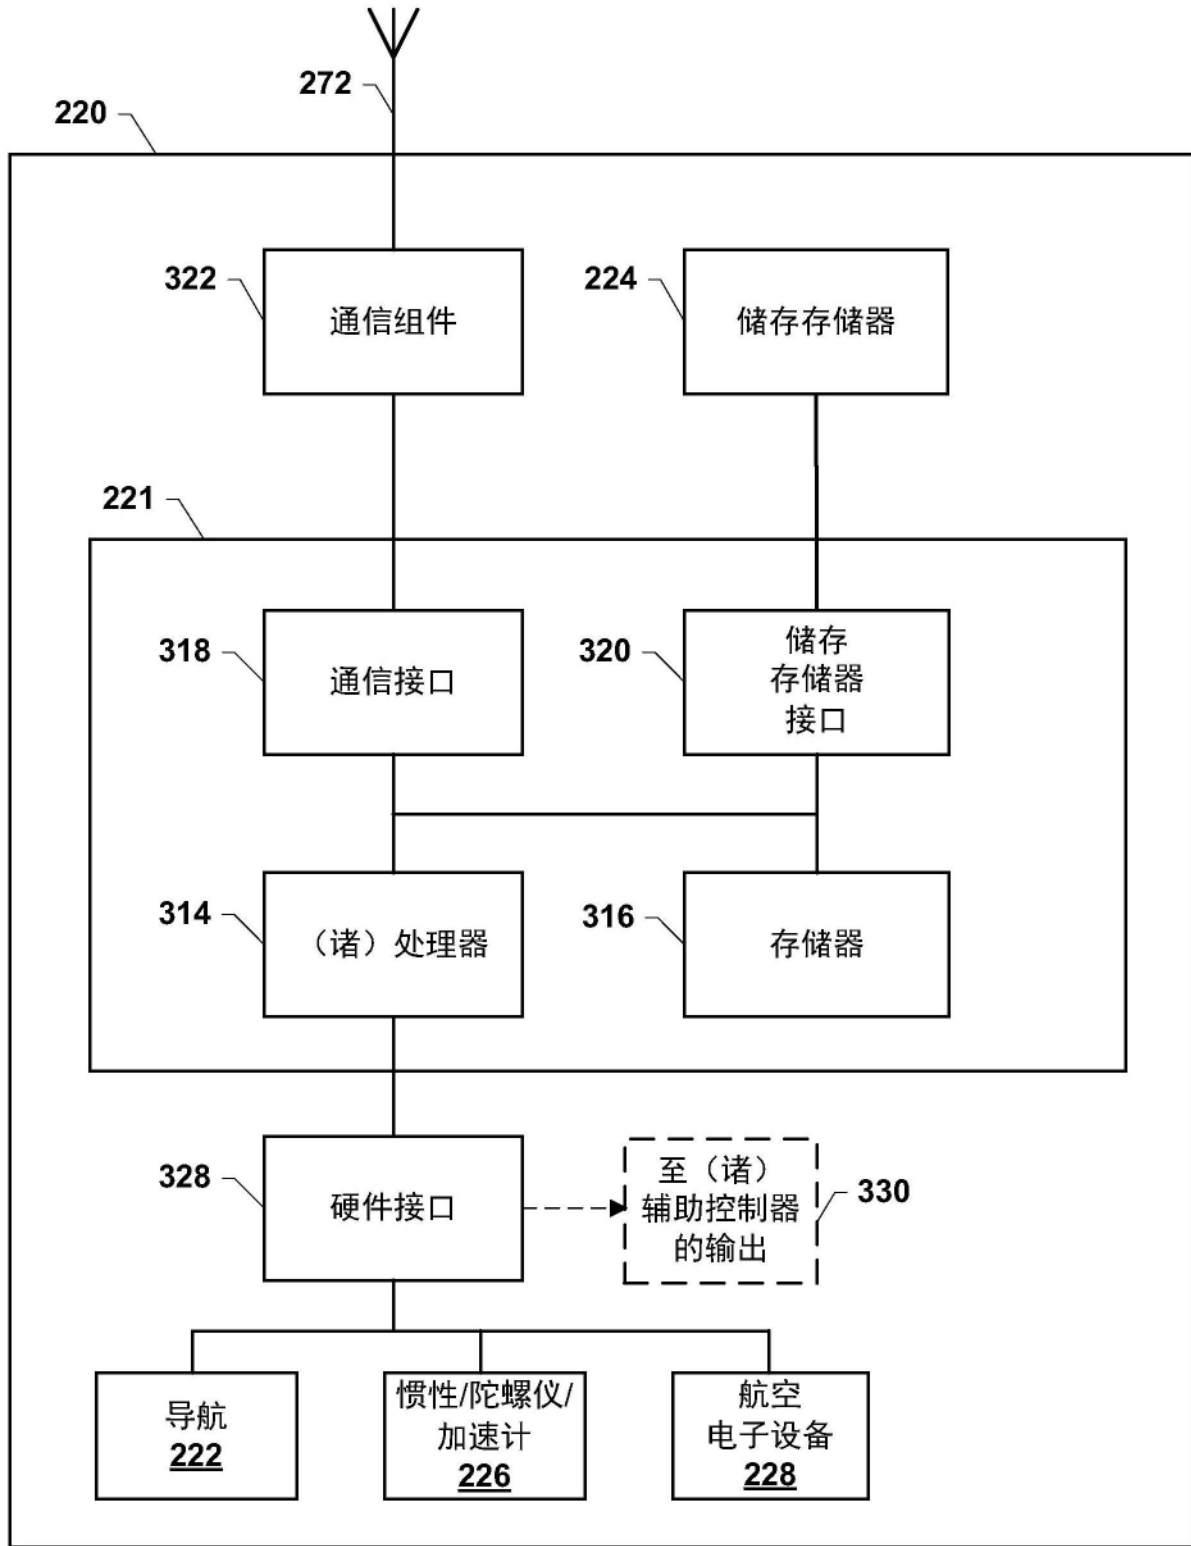 272
220
322
通信组件
224
储存存储器
221
318
通信接口
320
储存
存储器
接口
314
（诸）处理器
316
存储器
328
硬件接口
至（诸）
辅助控制器
的输出
330
导航
222
惯性/陀螺仪/
加速计
226
航空
电子设备
228